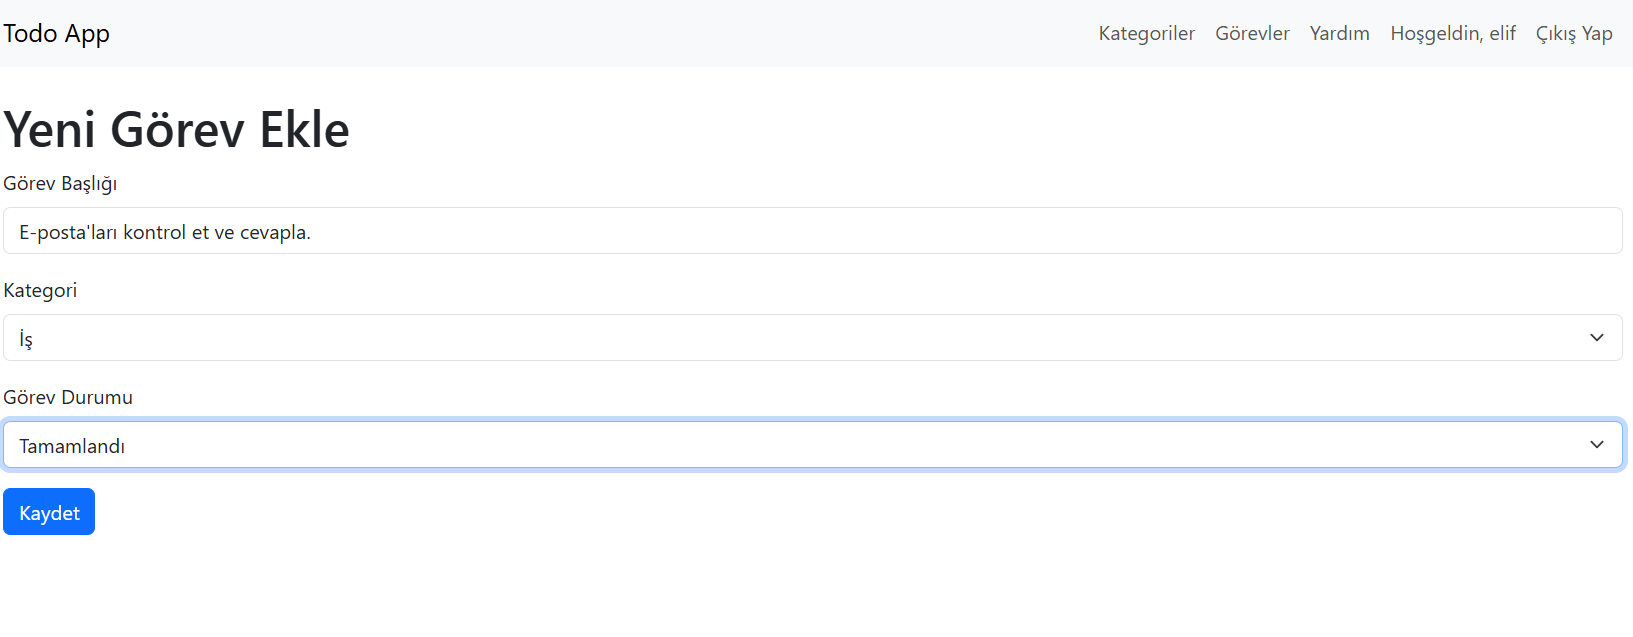 Todo App
Kategoriler Görevler Yardım Hoşgeldin, elif Çıkış Yap
Yeni Görev Ekle
Görev Başlığı
E-posta'ları kontrol et ve cevapla.
Kategori
İş
Görev Durumu
Tamamlandı
Kaydet